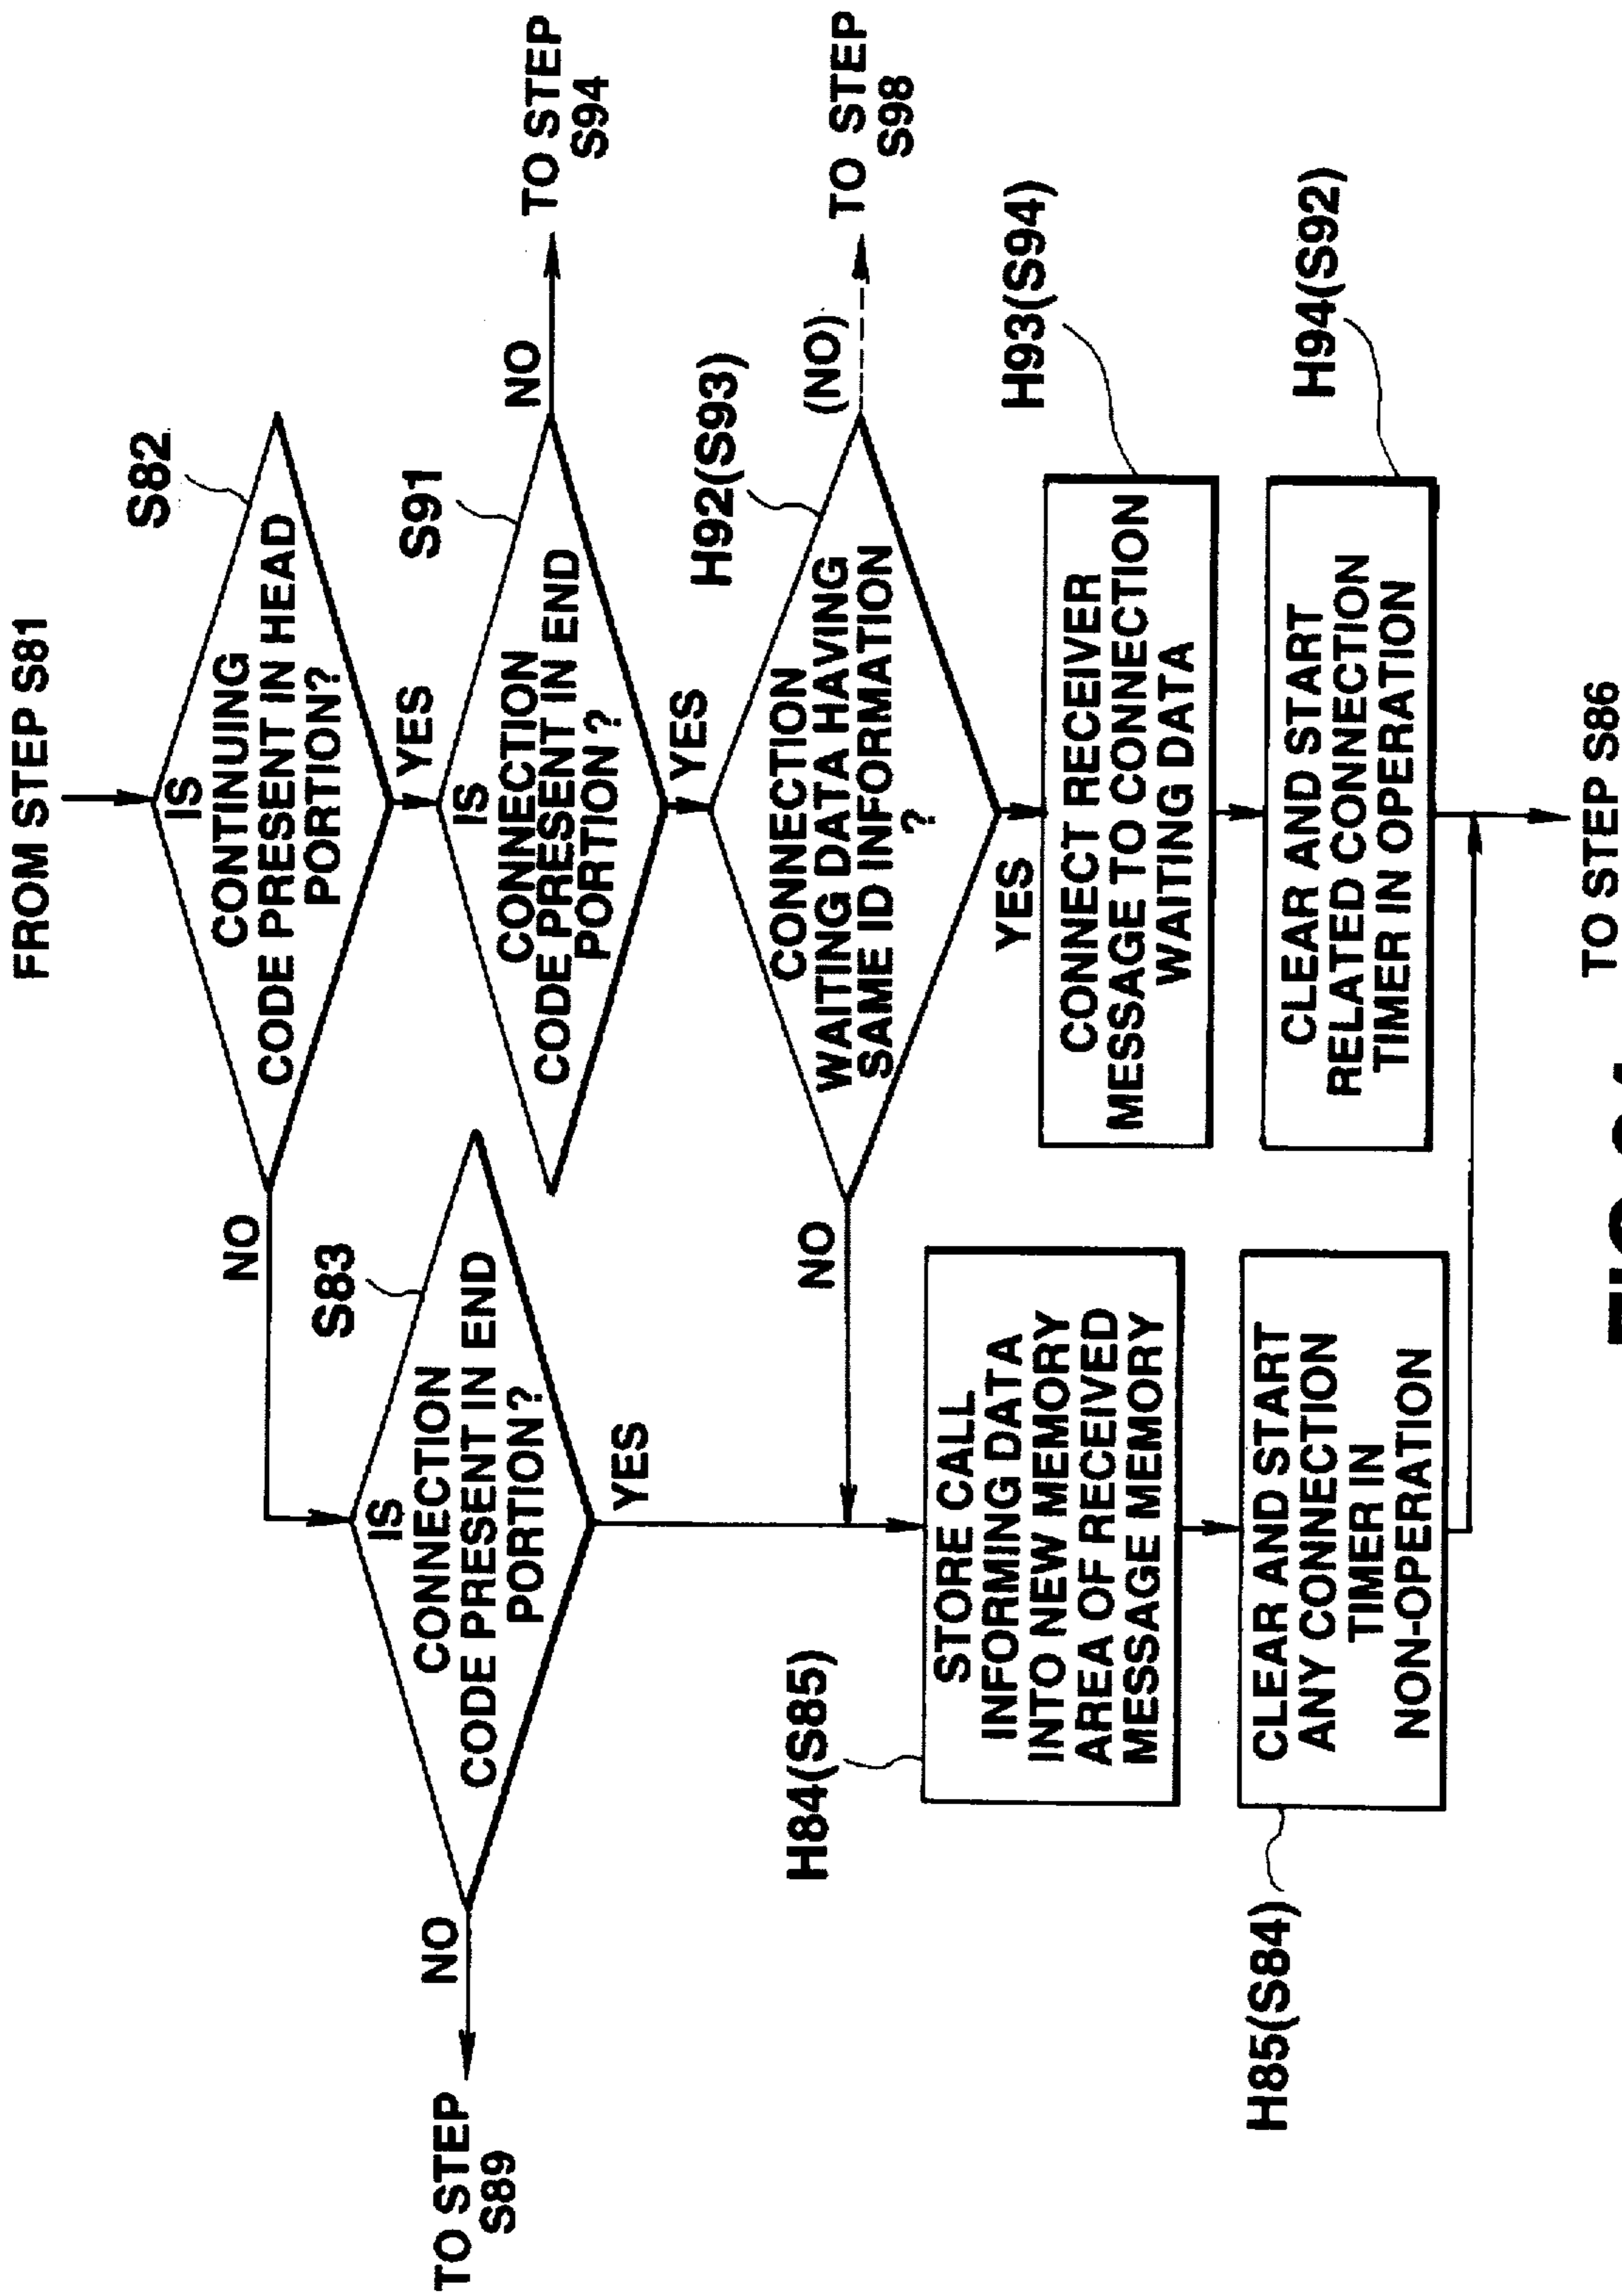 FROM STEP S81
S82
IS
CONTINUING
CODE PRESENT IN HEAD
PORTION?
NO
YES
S83
IS
CONNECTION
CODE PRESENT IN END
PORTION?
NO
TO STEP
S89
YES
S91
IS
CONNECTION
CODE PRESENT IN END
PORTION?
NO
TO STEP
S94
YES
H92(S93)
CONNECTION
WAITING DATA HAVING
SAME ID INFORMATION
?
(NO)
TO STEP
S98
NO
YES
H84(S85)
STORE CALL
INFORMING DATA
INTO NEW MEMORY
AREA OF RECEIVED
MESSAGE MEMORY
H93(S94)
CONNECT RECEIVER
MESSAGE TO CONNECTION
WAITING DATA
H85(S84)
CLEAR AND START
ANY CONNECTION
TIMER IN
NON-OPERATION
H94(S92)
CLEAR AND START
RELATED CONNECTION
TIMER IN OPERATION
TO STEP S86